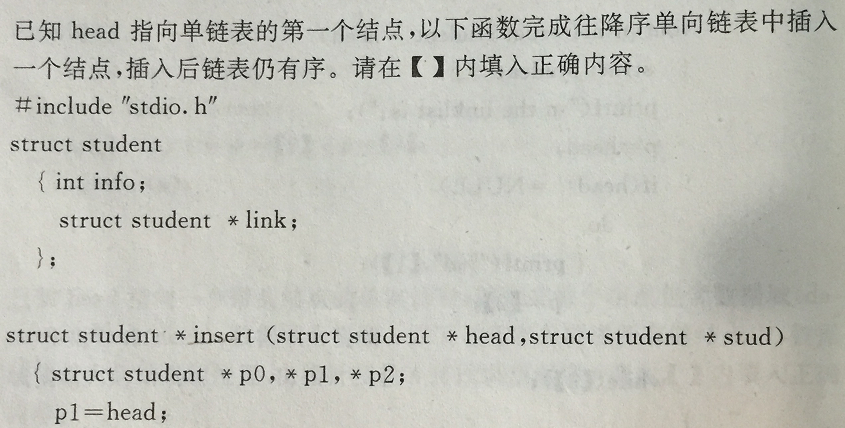 已知 head 指向单链表的第一个结点,以下函数完成往降序单向链表中插入
一个结点,插入后链表仍有序。请在【 】内填入正确内容。
#include "stdio.h"
struct student
{ int info;
struct student * link;
};
struct student * insert (struct student * head,struct student * stud)
{ struct student * p0, * p1, * p2;
p1=head;